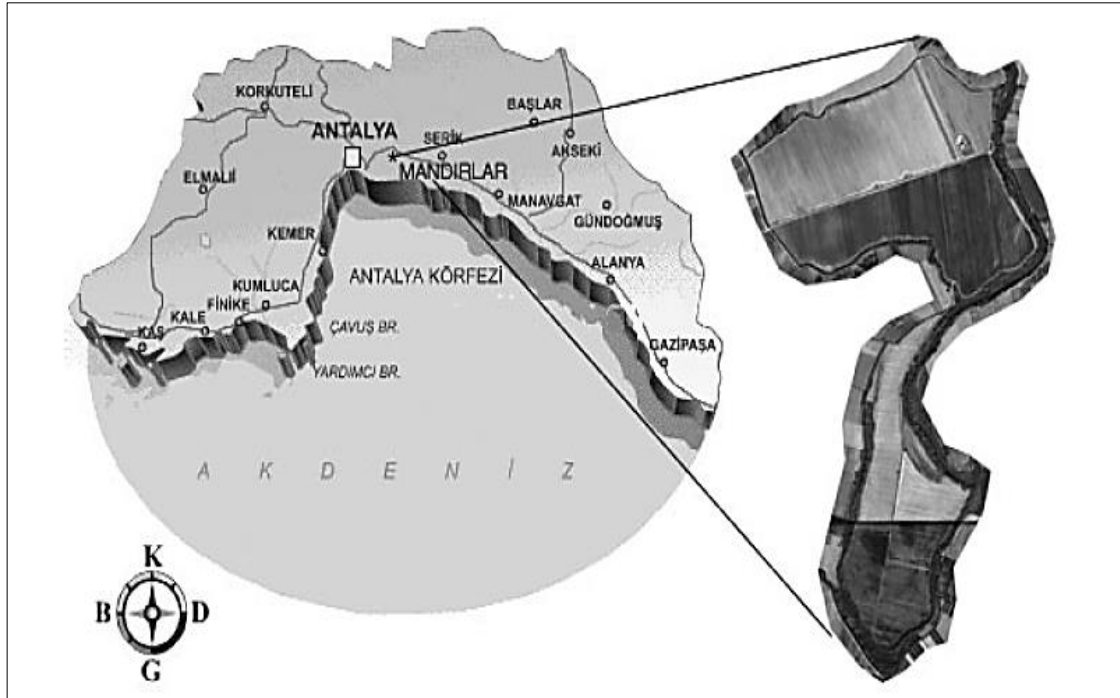 KORKUTELİ
BAŞLAR
ANTALYA
SERİK
AKSEKİ
MANDIRLAR
ELMALII
MANAVGAT
GÜNDOĞMUŞ
KEMER
ANTALYA KÖRFEZİ
ALANYA
KUMLUCA
FİNİKE
KALE
ÇAVUŞ BR.
KAŞ
GAZİPAŞA
YARDIMCI BR.
A K D E N İ Z
K
B D
G